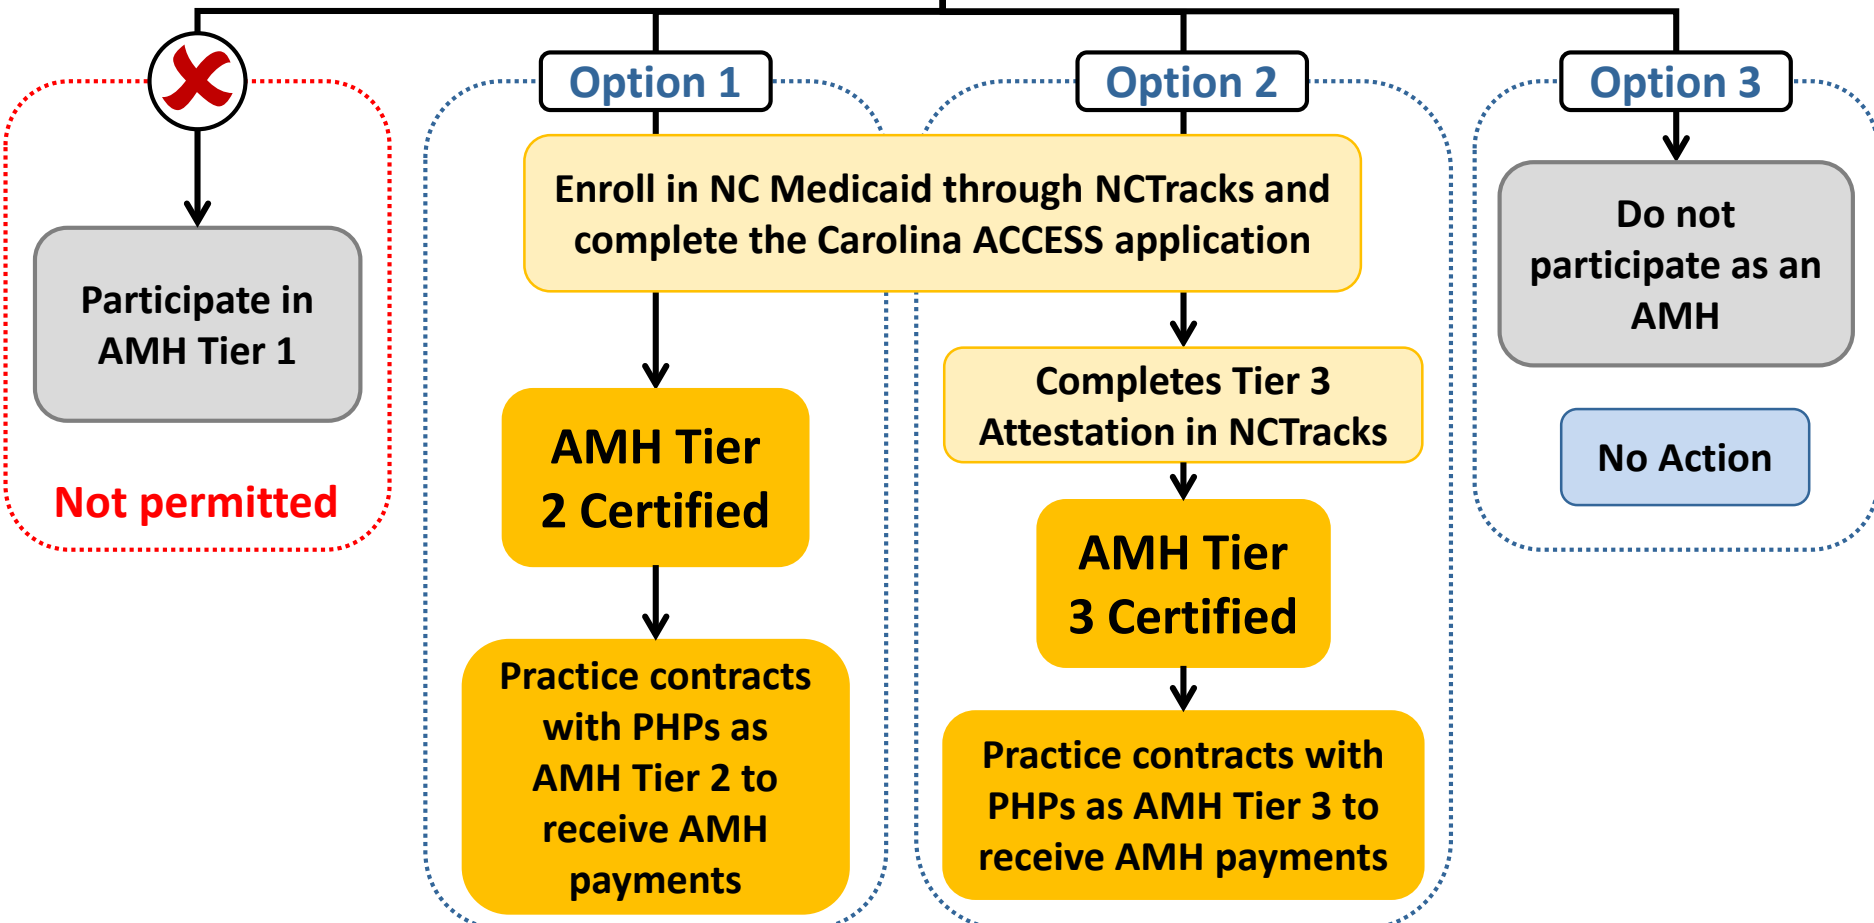 Participate in
AMH Tier 1
Not permitted
Option 1
Option 2
Enroll in NC Medicaid through NCTracks and
complete the Carolina ACCESS application
AMH Tier
2 Certified
Practice contracts
with PHPs as
AMH Tier 2 to
receive AMH
payments
Completes Tier 3
Attestation in NCTracks
AMH Tier
3 Certified
Practice contracts with
PHPs as AMH Tier 3 to
receive AMH payments
Option 3
Do not
participate as an
AMH
No Action